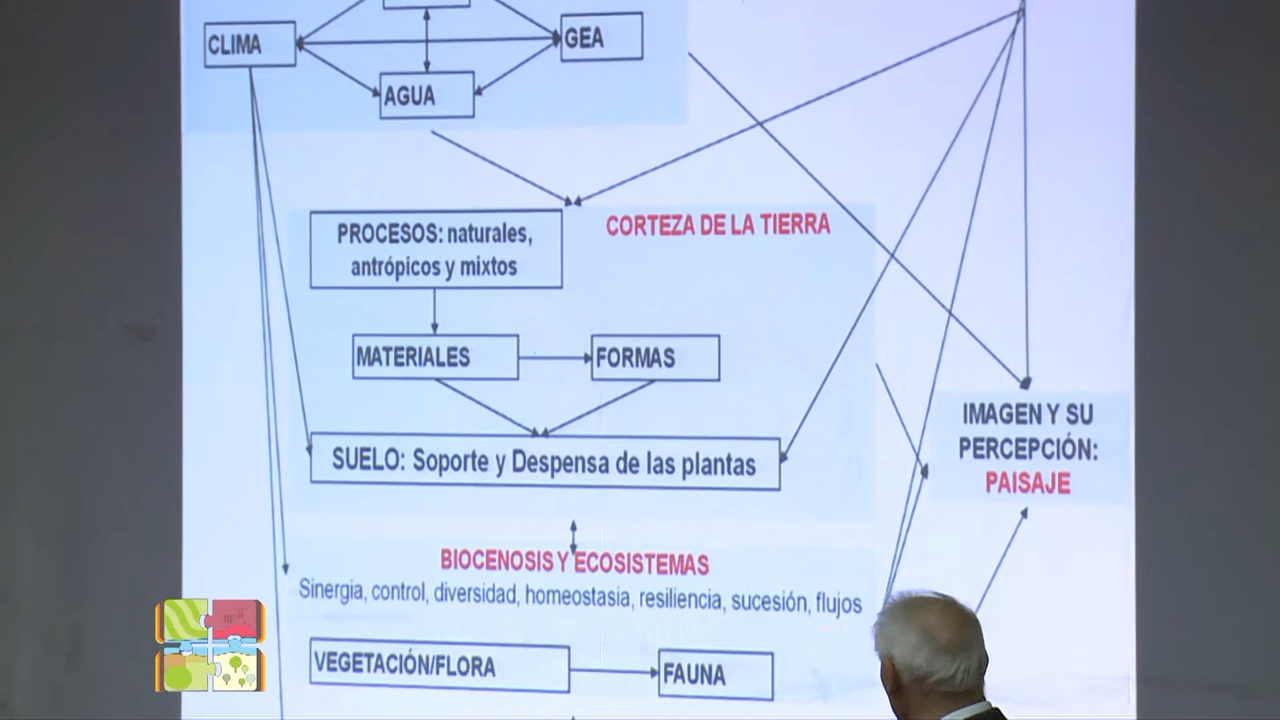 CLIMA
GEA
AGUA
PROCESOS: naturales,
antrópicos y mixtos
CORTEZA DE LA TIERRA
MATERIALES
FORMAS
SUELO: Soporte y Despensa de las plantas
IMAGEN Y SU
PERCEPCIÓN:
PAISAJE
BIOCENOSIS Y ECOSISTEMAS
Sinergia, control, diversidad, homeostasia, resiliencia, sucesión, flujos
VEGETACIÓN/FLORA
FAUNA